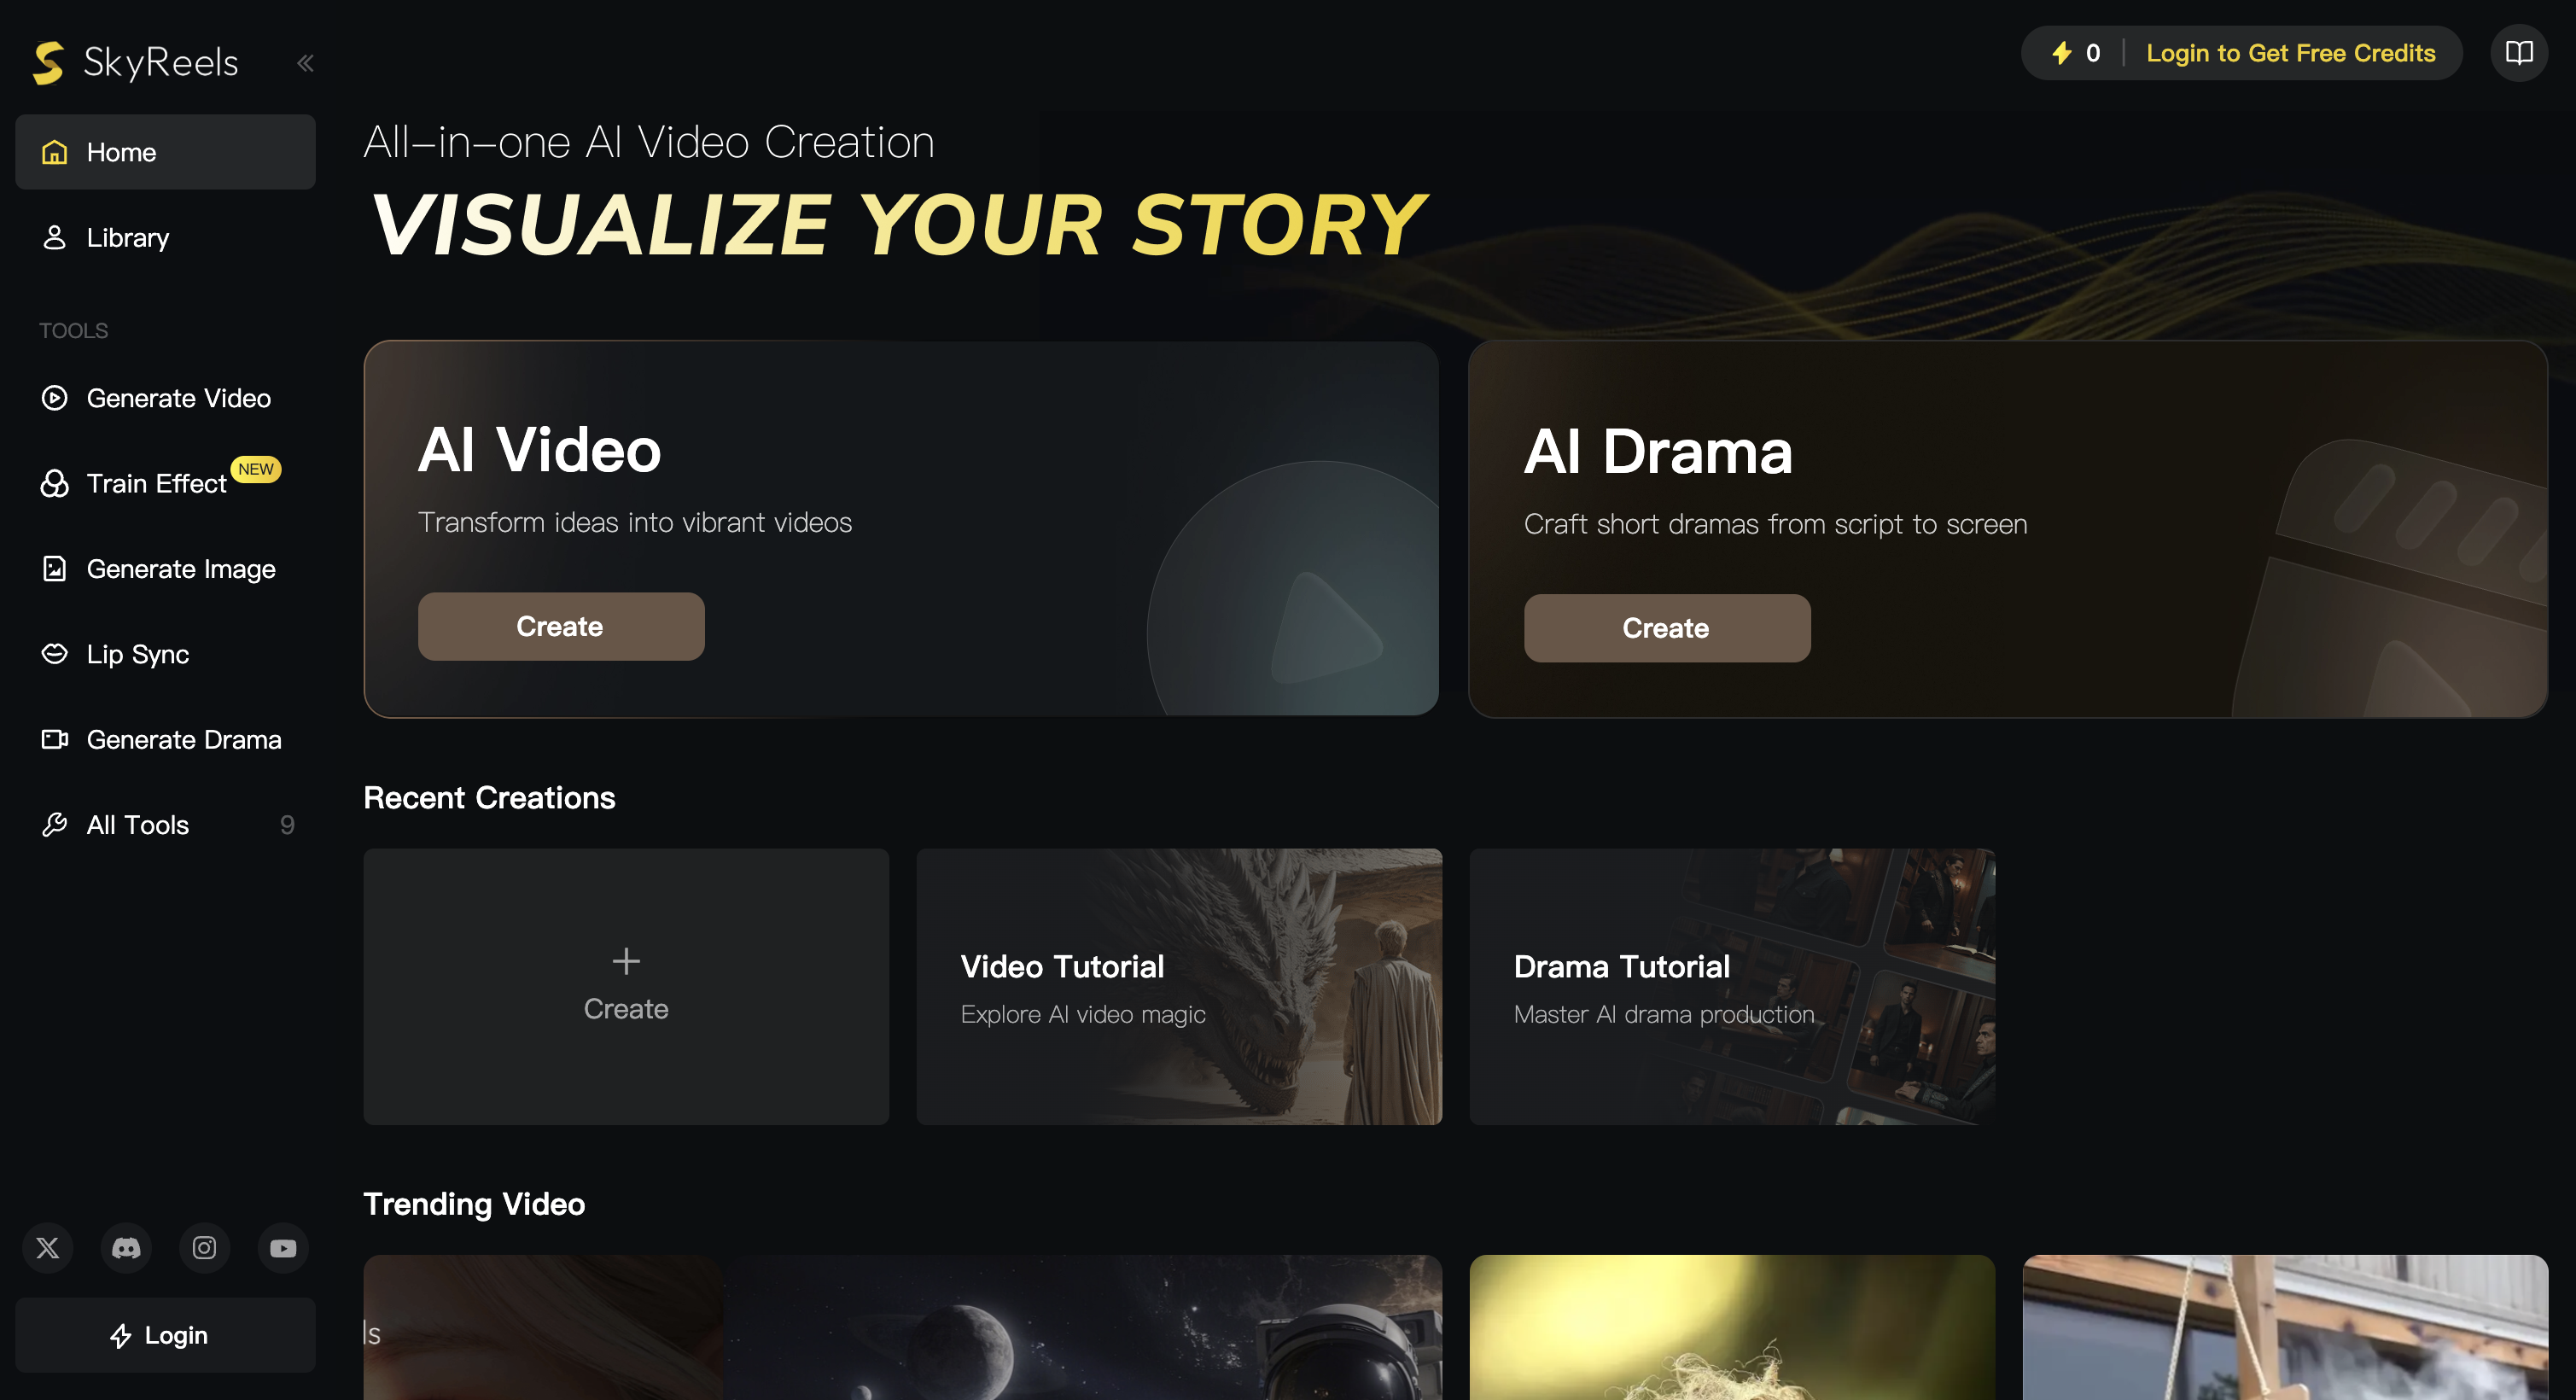 SkyReels
Home
Library
TOOLS
Generate Video
Train Effect
NEW
Generate Image
Lip Sync
Generate Drama
All Tools
9
Login
0
Login to Get Free Credits
All-in-one AI Video Creation
VISUALIZE YOUR STORY
AI Video
Transform ideas into vibrant videos
Create
AI Drama
Craft short dramas from script to screen
Create
Recent Creations
Create
Video Tutorial
Explore AI video magic
Drama Tutorial
Master AI drama production
Trending Video
ls